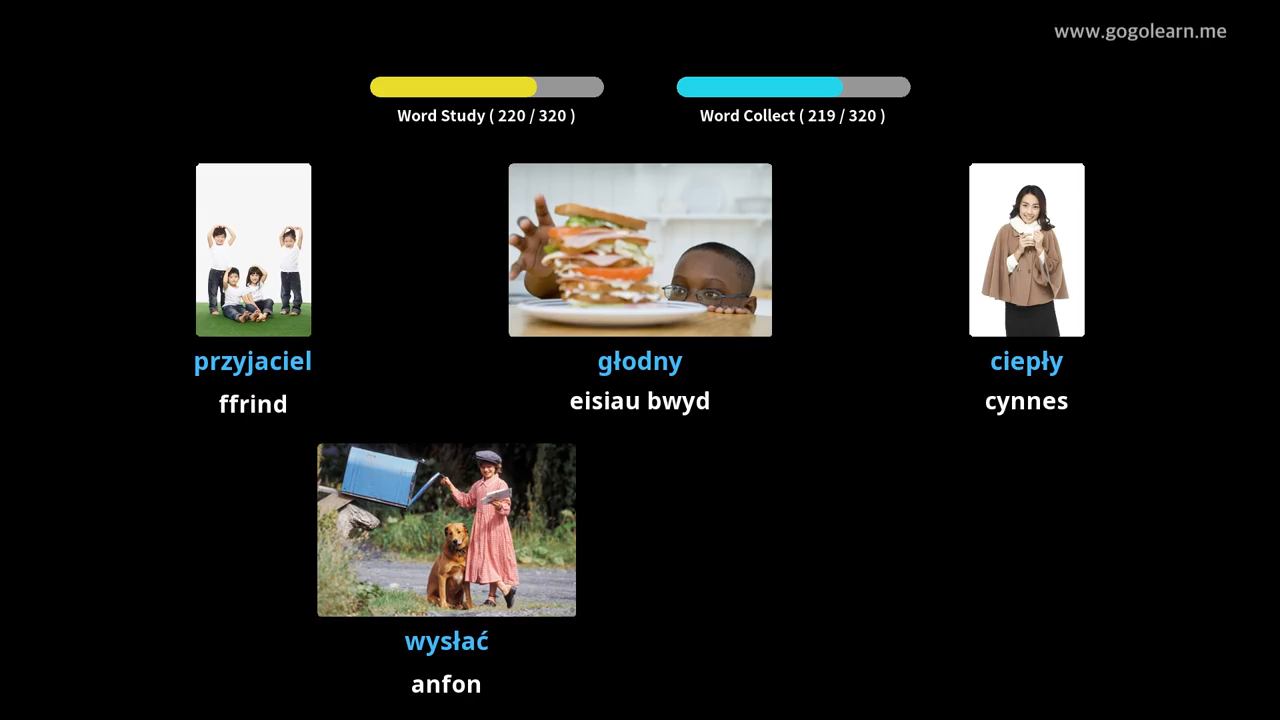 www.gogolearn.me
Word Study ( 220 / 320 )
Word Collect ( 219 / 320 )
przyjaciel
głodny
ciepły
ffrind
eisiau bwyd
cynnes
wysłać
anfon